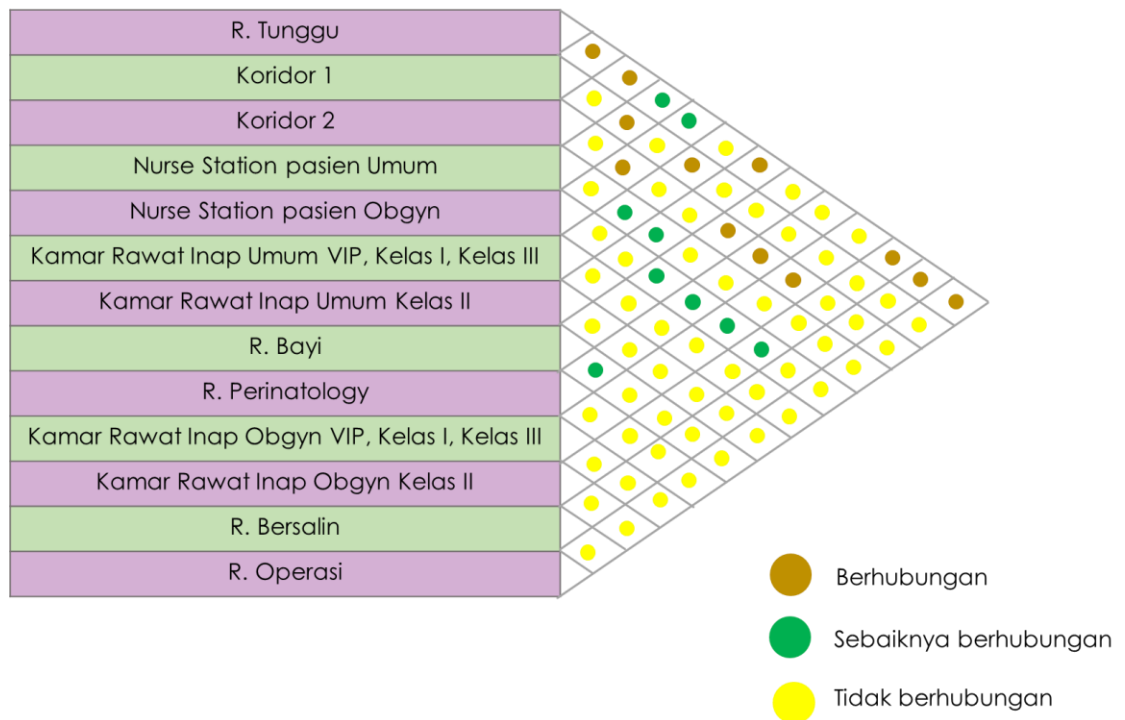 R. Tunggu
Koridor 1
Koridor 2
Nurse Station pasien Umum
Nurse Station pasien Obgyn
Kamar Rawat Inap Umum VIP, Kelas I, Kelas III
Kamar Rawat Inap Umum Kelas II
R. Bayi
R. Perinatology
Kamar Rawat Inap Obgyn VIP, Kelas I, Kelas III
Kamar Rawat Inap Obgyn Kelas II
R. Bersalin
R. Operasi
Berhubungan
Sebaiknya berhubungan
Tidak berhubungan